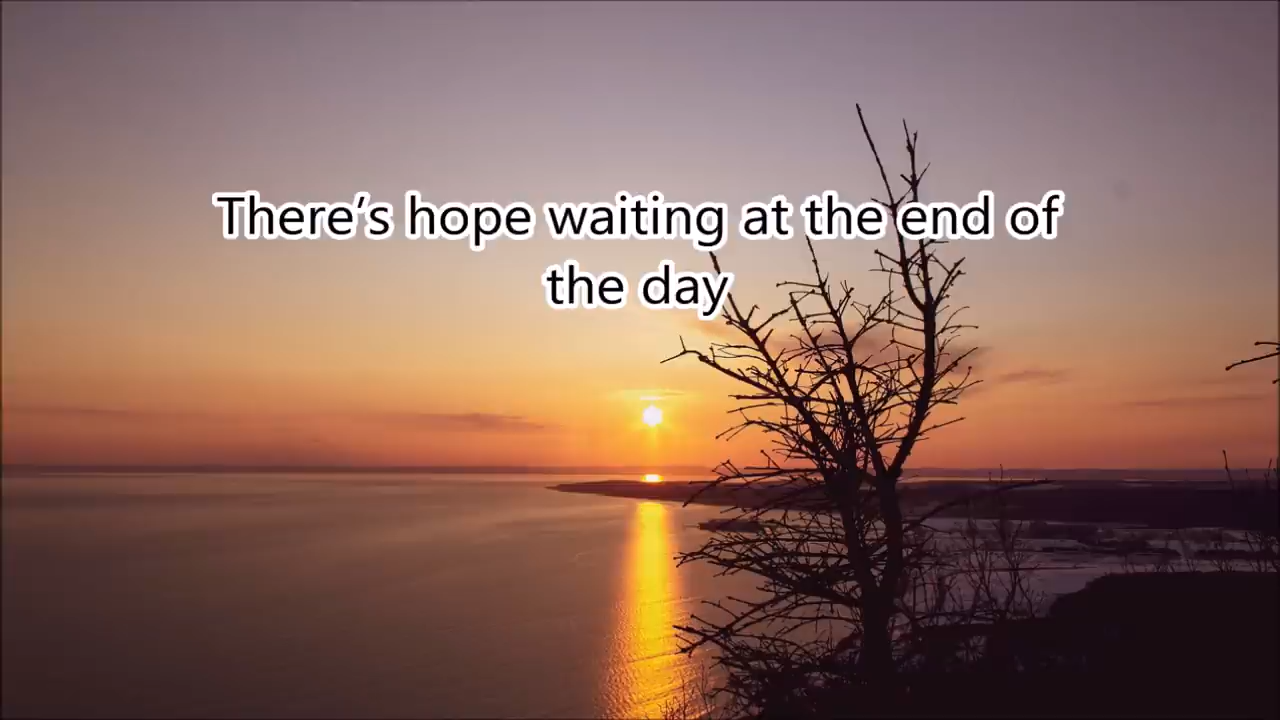 There’s hope waiting at the end of
the day